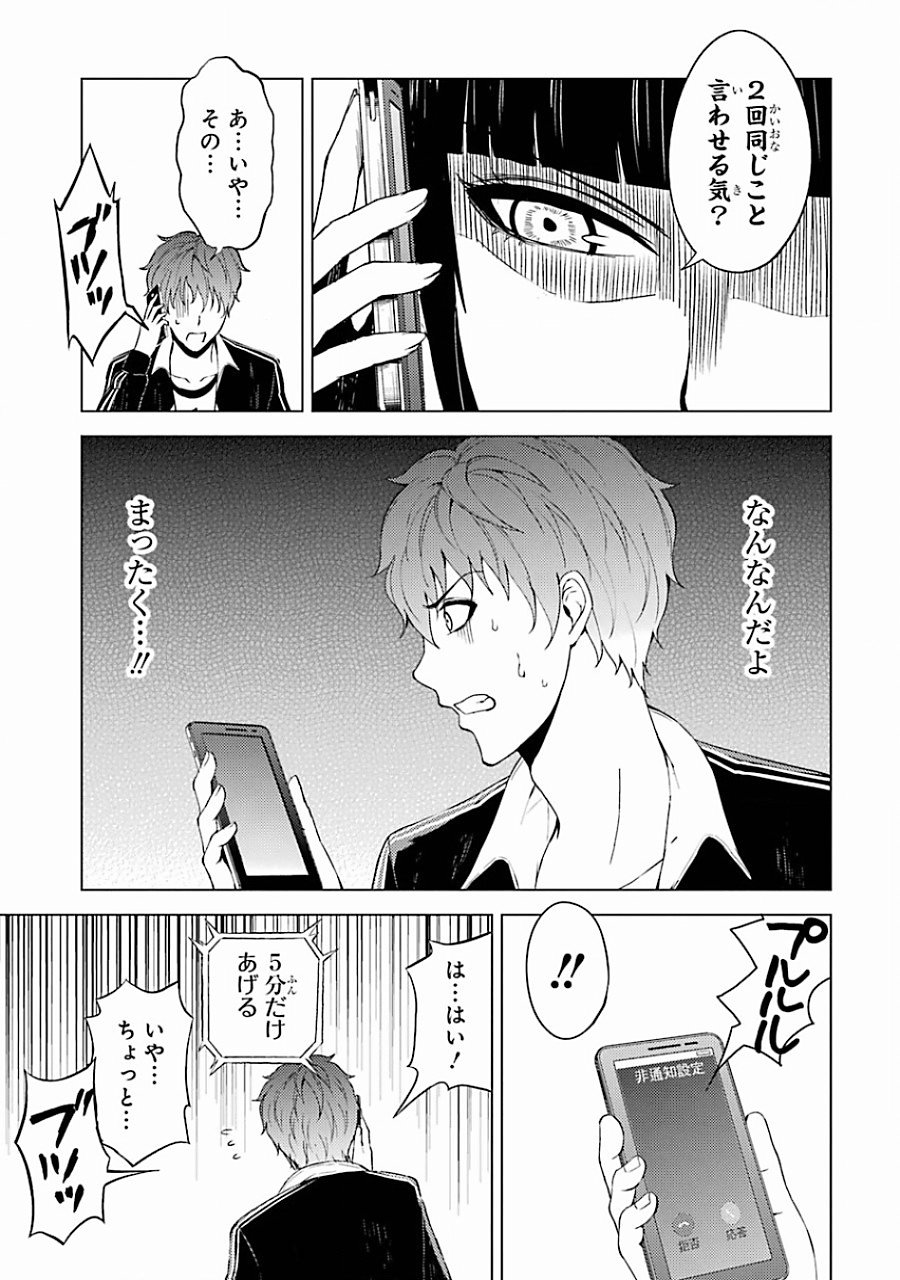 ２回同じこと
言わせる気？
あ…いや…
その…
ブッ
なんなんだよ
まったく…!!
プルルル
!!
非通知設定
拒否
応答
は…はい！
５分だけ
あげる
いや…
ちょっと…
ブッ